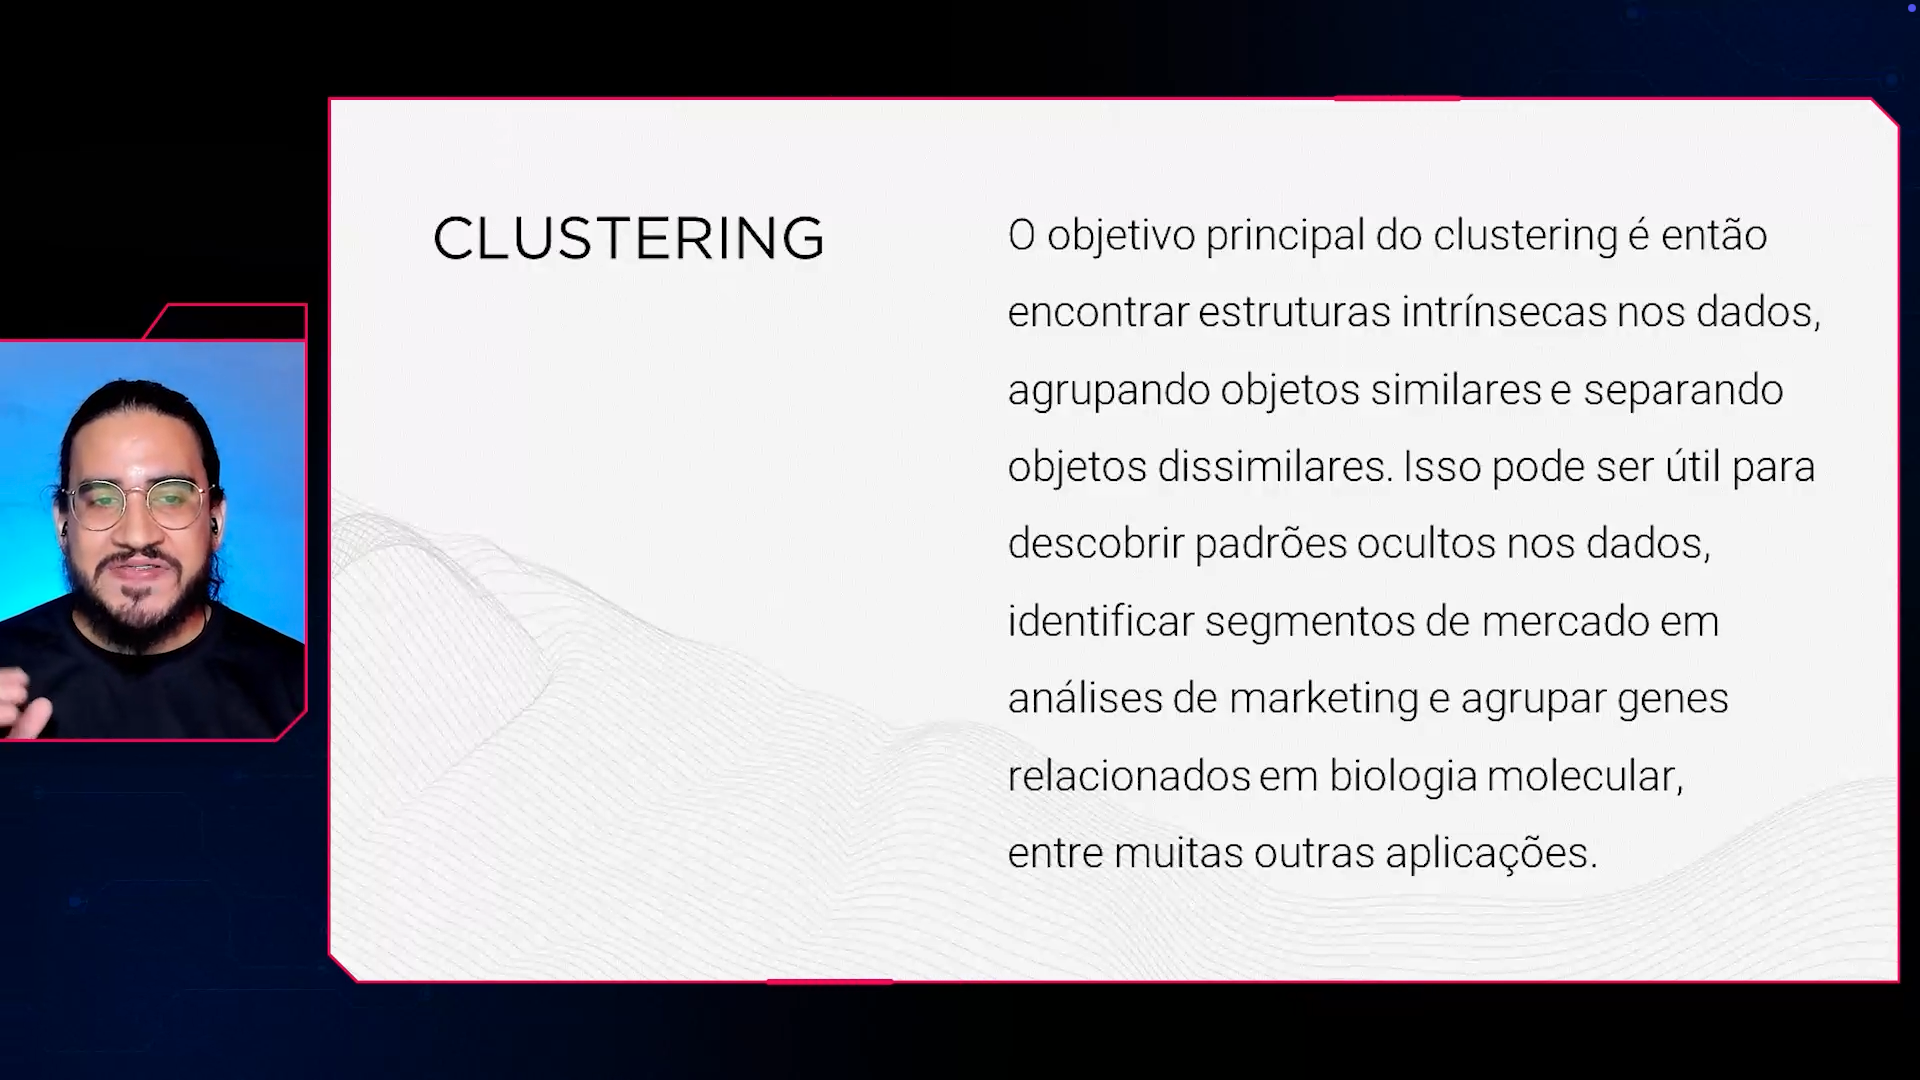 CLUSTERING
O objetivo principal do clustering é então
encontrar estruturas intrínsecas nos dados,
agrupando objetos similares e separando
objetos dissimilares. Isso pode ser útil para
descobrir padrões ocultos nos dados,
identificar segmentos de mercado em
análises de marketing e agrupar genes
relacionados em biologia molecular,
entre muitas outras aplicações.